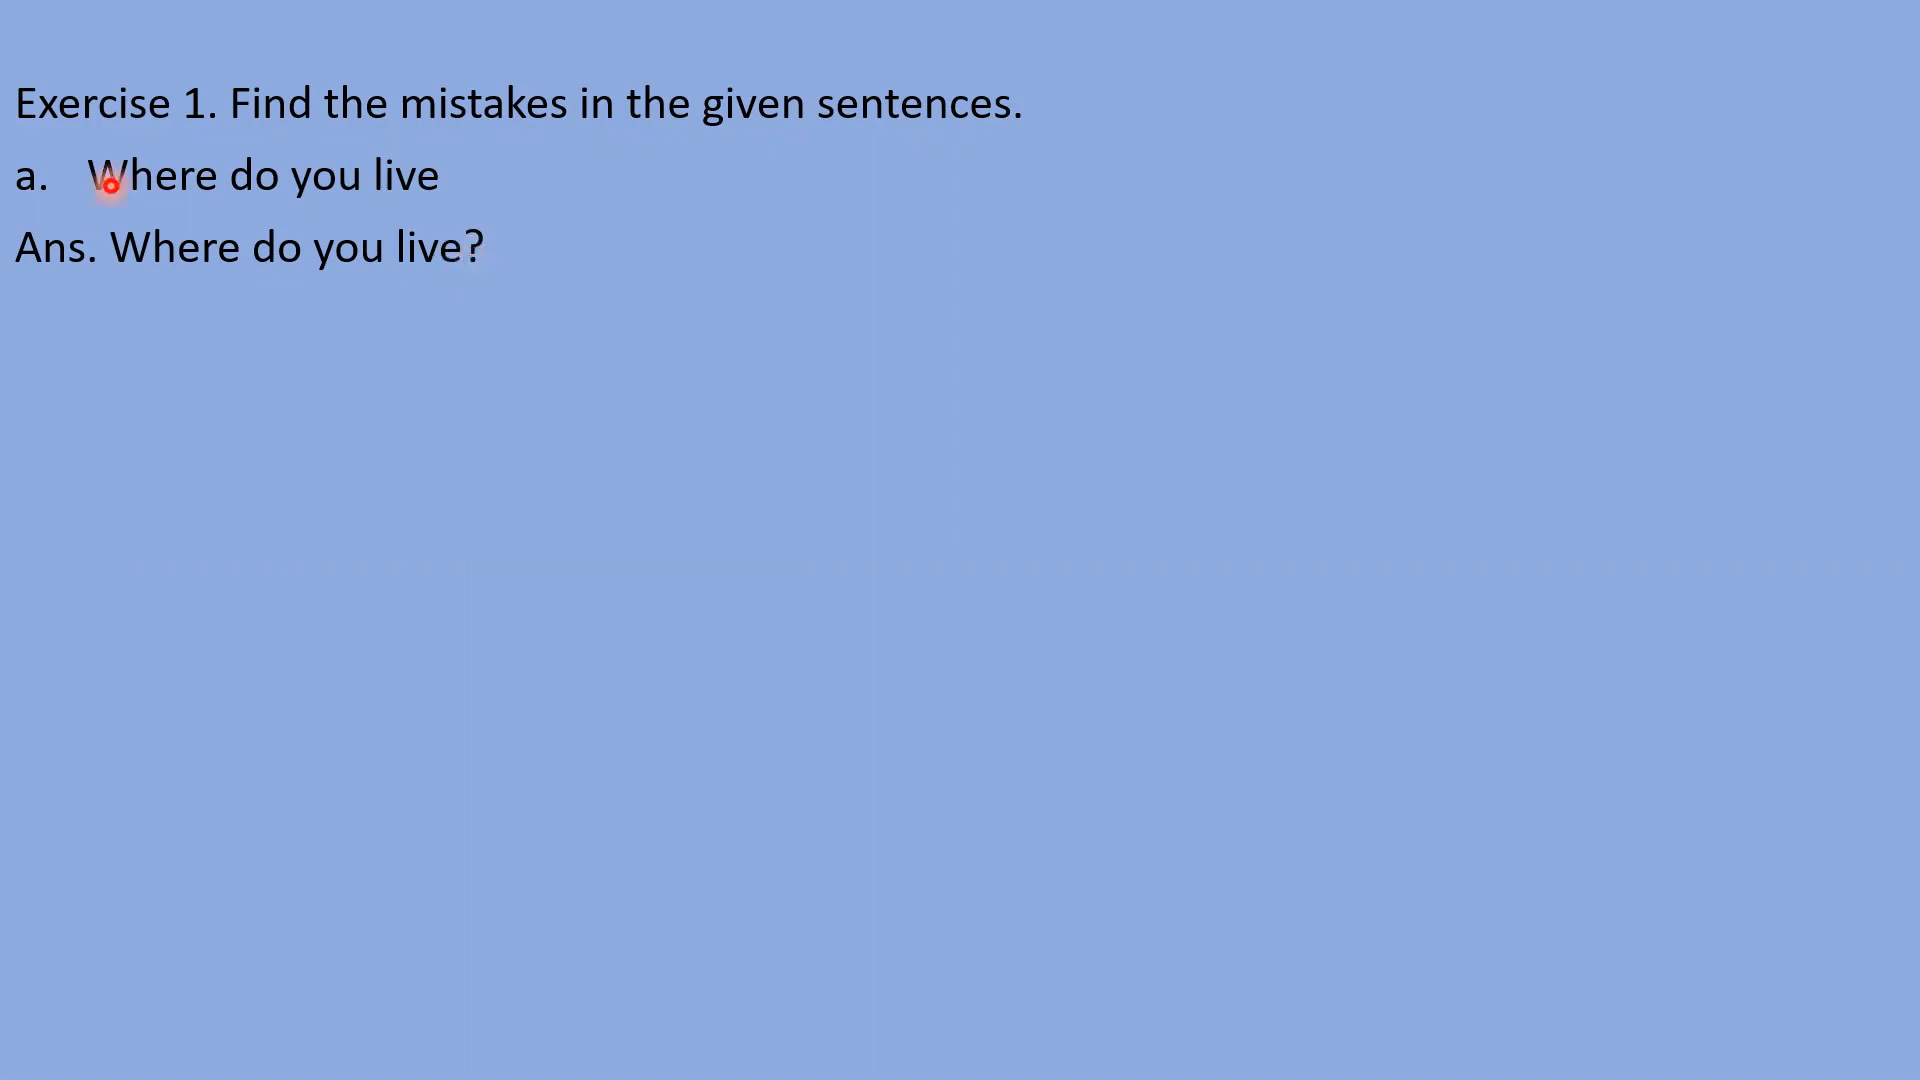 Exercise 1. Find the mistakes in the given sentences.
a. Where do you live
Ans. Where do you live?